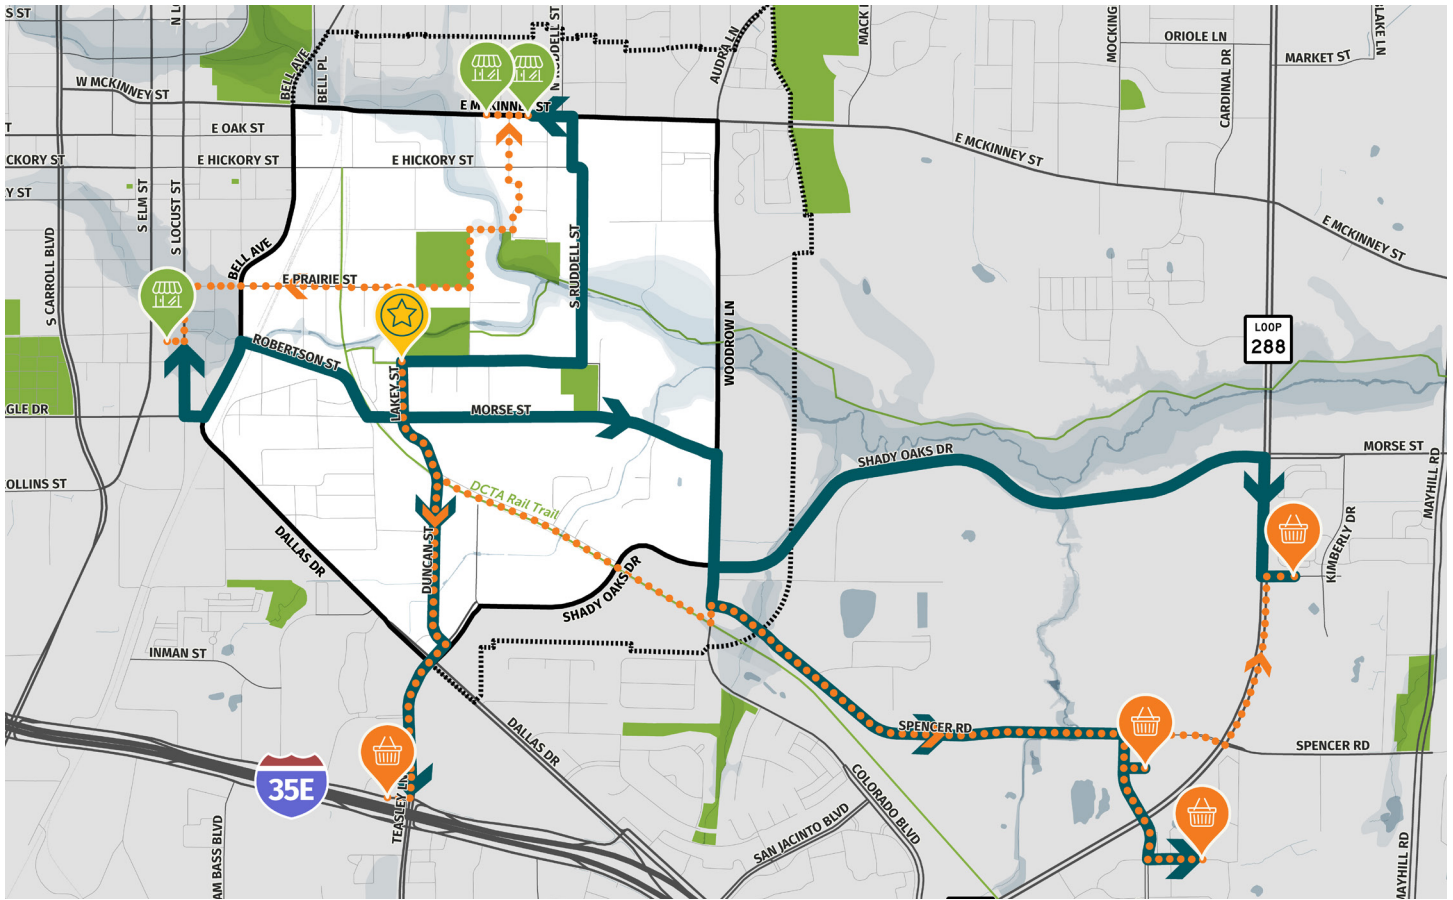 S ST
N L
BELL AVE
BELL PL
N RUDDELL ST
AUDRA LN
MACK
MOCKING
ORIOLE LN
LAKE LN
MARKET ST
CARDINAL DR
W MCKINNEY ST
E MCKINNEY ST
E MCKINNEY ST
T
E OAK ST
CKORY ST
E HICKORY ST
E HICKORY ST
Y ST
S ELM ST
S LOCUST ST
S CARROLL BLVD
BELL AVE
E PRAIRIE ST
S RUDDELL ST
E MCKINNEY ST
WOODROW LN
LOOP
288
ROBERTSON ST
LAKEY ST
GLE DR
MORSE ST
SHADY OAKS DR
MORSE ST
MAYHILL RD
OLLINS ST
DCTA Rail Trail
DALLAS DR
DUNCAN ST
SHADY OAKS DR
KIMBERLY DR
INMAN ST
DALLAS DR
SPENCER RD
SPENCER RD
35E
TEASLEY LN
COLORADO BLVD
SAN JACINTO BLVD
AM BASS BLVD
MAYHILL RD